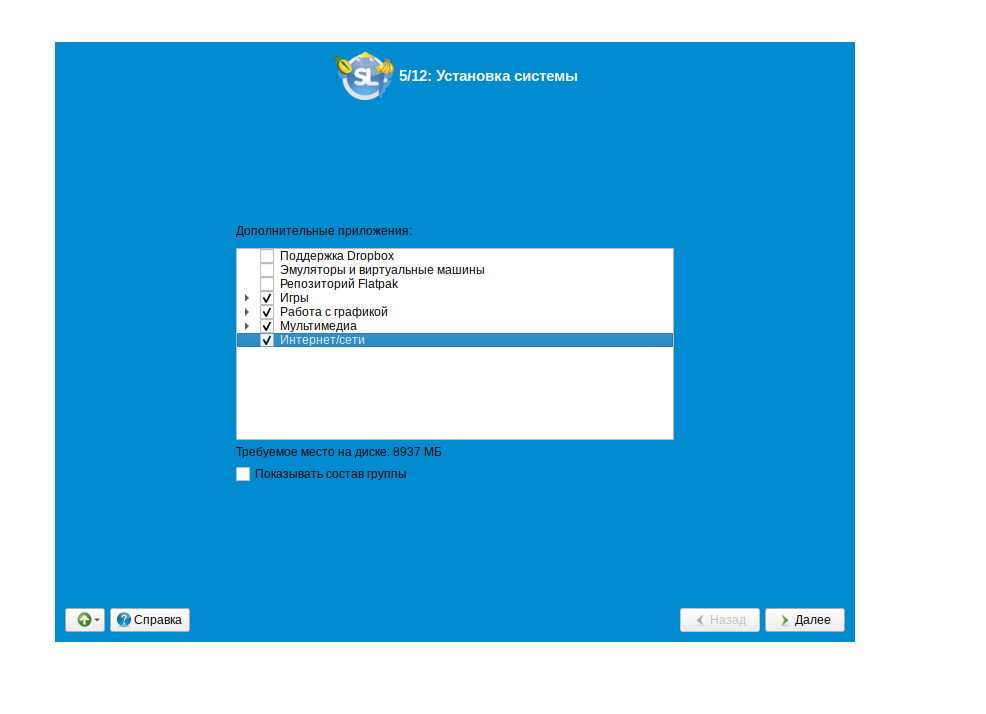 SL
5/12: Установка системы
Дополнительные приложения:
Поддержка Dropbox
Эмуляторы и виртуальные машины
Репозиторий Flatpak
Игры
Работа с графикой
Мультимедиа
Интернет/сети
Требуемое место на диске: 8937 МБ
Показывать состав группы
Справка
Назад
Далее